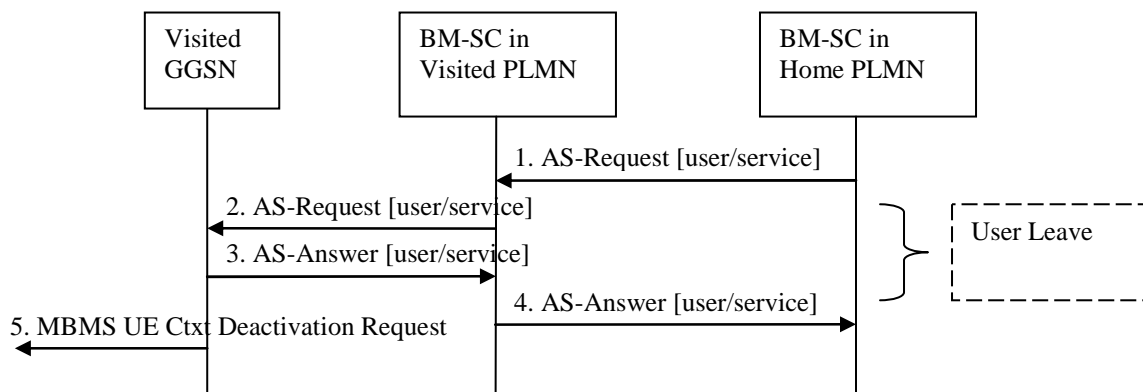 Visited
GGSN
BM-SC in
Visited PLMN
BM-SC in
Home PLMN
1. AS-Request [user/service]
2. AS-Request [user/service]
User Leave
3. AS-Answer [user/service]
4. AS-Answer [user/service]
5. MBMS UE Ctxt Deactivation Request